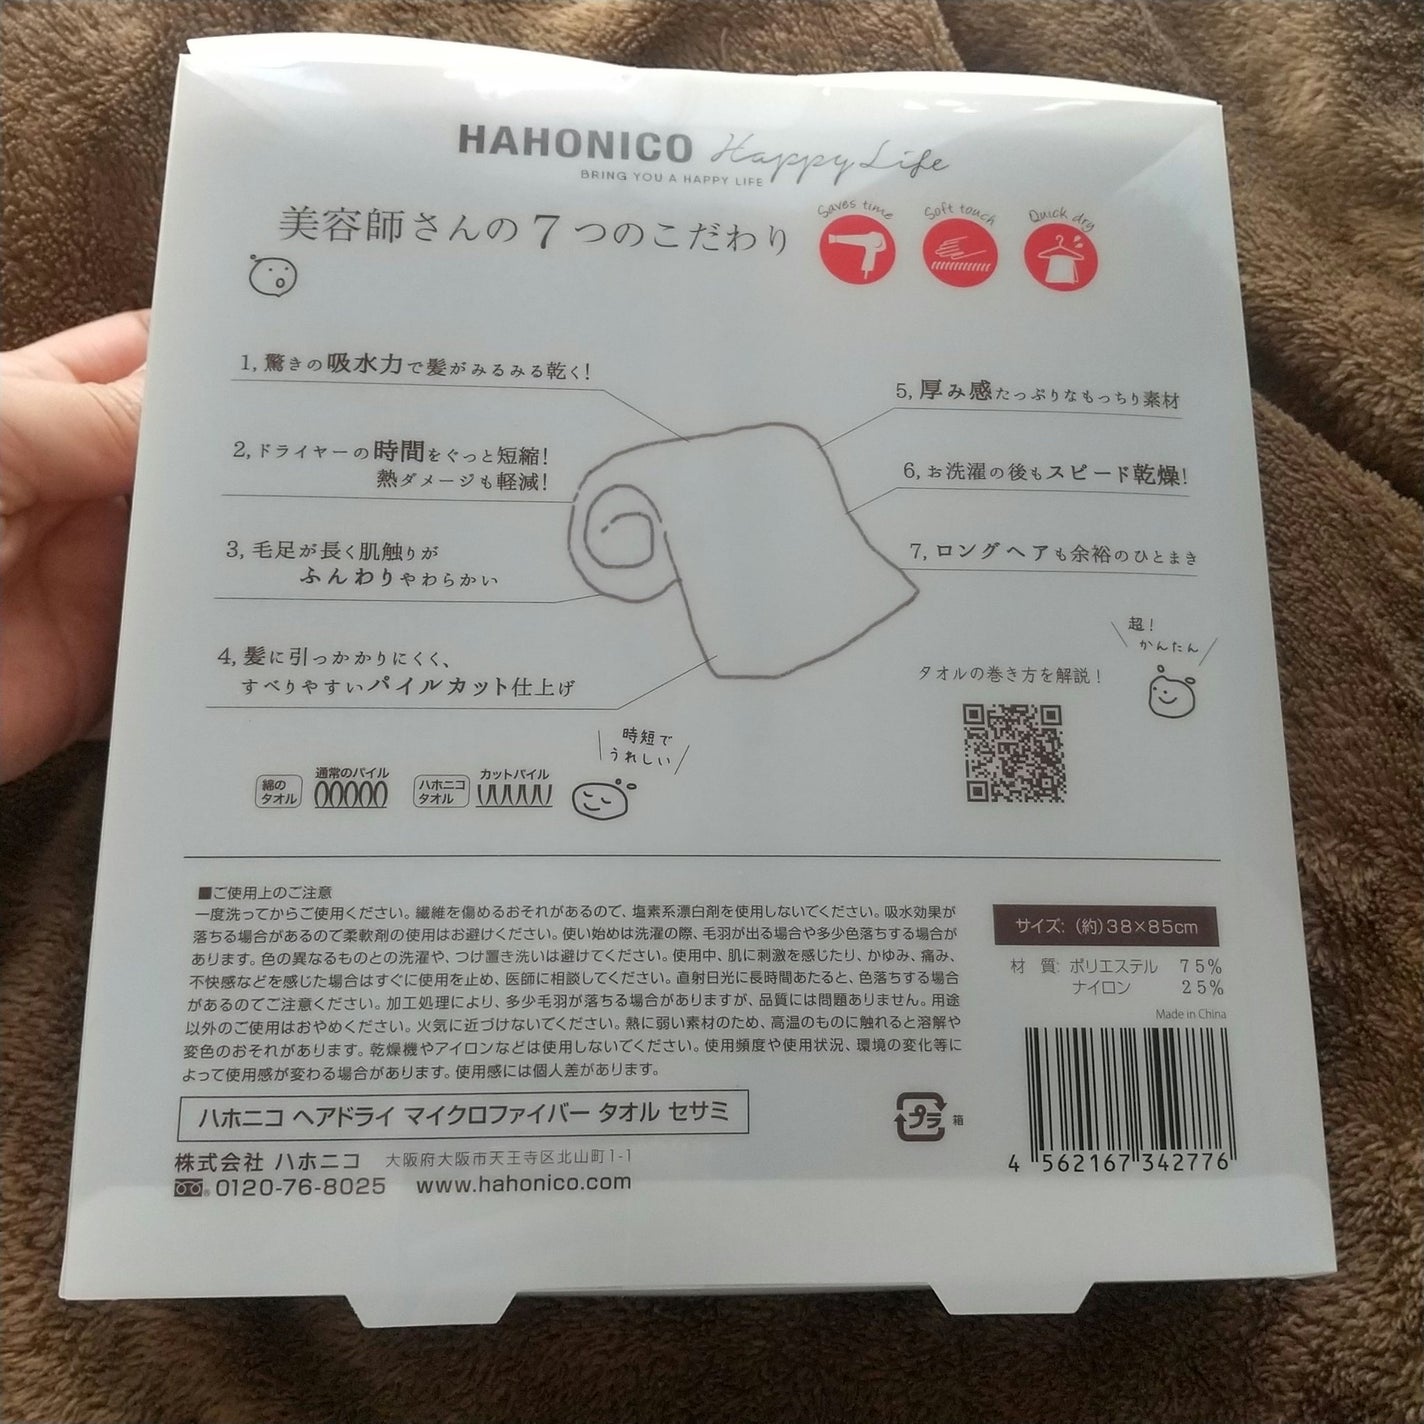 HAHONICO Happy Life
BRING YOU A HAPPY LIFE
美容師さんの7つのこだわり
Saves time
Soft touch
Quick dry
1, 驚きの吸水力で髪がみるみる乾く!
2, ドライヤーの時間をぐっと短縮!
熱ダメージも軽減!
3, 毛足が長く肌触りが
ふんわりやわらかい
4, 髪に引っかかりにくく、
すべりやすいパイルカット仕上げ
5, 厚み感たっぷりなもっちり素材
6, お洗濯の後もスピード乾燥!
7, ロングヘアも余裕のひとまき
超!
かんたん
タオルの巻き方を解説!
時短で
うれしい
綿の
タオル
通常のパイル
ハホニコ
タオル
カットパイル
■ご使用上のご注意
一度洗ってからご使用ください。繊維を傷めるおそれがあるので、塩素系漂白剤を使用しないでください。吸水効果が
落ちる場合があるので柔軟剤の使用はお避けください。使い始めは洗濯の際、毛羽が出る場合や多少色落ちする場合が
あります。色の異なるものとの洗濯や、つけ置き洗いは避けてください。使用中、肌に刺激を感じたり、かゆみ、痛み、
不快感などを感じた場合はすぐに使用を止め、医師に相談してください。直射日光に長時間あたると、色落ちする場合
があるのでご注意ください。加工処理により、多少毛羽が落ちる場合がありますが、品質には問題ありません。用途
以外のご使用はおやめください。火気に近づけないでください。熱に弱い素材のため、高温のものに触れると溶解や
変色のおそれがあります。乾燥機やアイロンなどは使用しないでください。使用頻度や使用状況、環境の変化等に
よって使用感が変わる場合があります。使用感には個人差があります。
サイズ: (約)38×85cm
材 質: ポリエステル 75%
ナイロン 25%
Made in China
4 562167 342776
プラ 箱
ハホニコ ヘアドライ マイクロファイバー タオル セサミ
株式会社 ハホニコ 大阪府大阪市天王寺区北山町1-1
0120-76-8025 www.hahonico.com